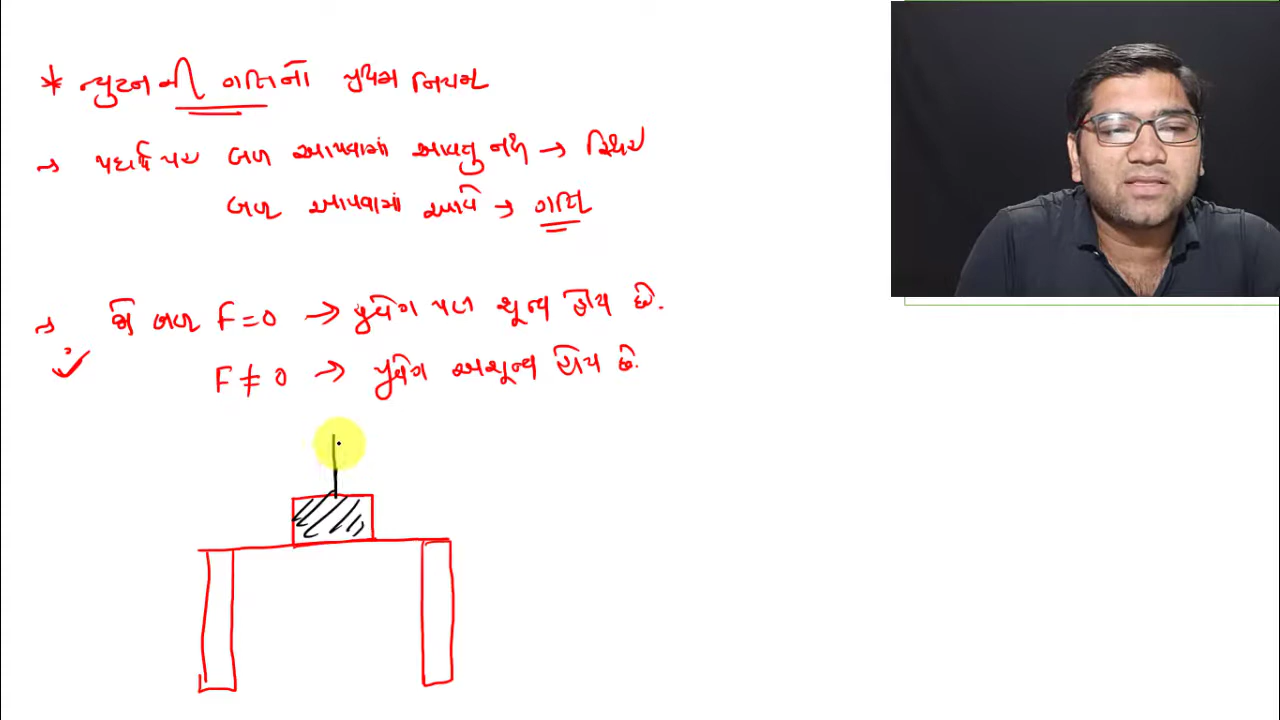 * ન્યુટનની ગતિનો પ્રથમ નિયમ
→ પદાર્થ પર બળ આપવામાં આવતુ નથી → સ્થિર
બળ આપવામાં આવે → ગતિ
→ જો બળ F=0 → પ્રવેગ પણ શૂન્ય હોય છે.
F≠0 → પ્રવેગ અશૂન્ય હોય છે.